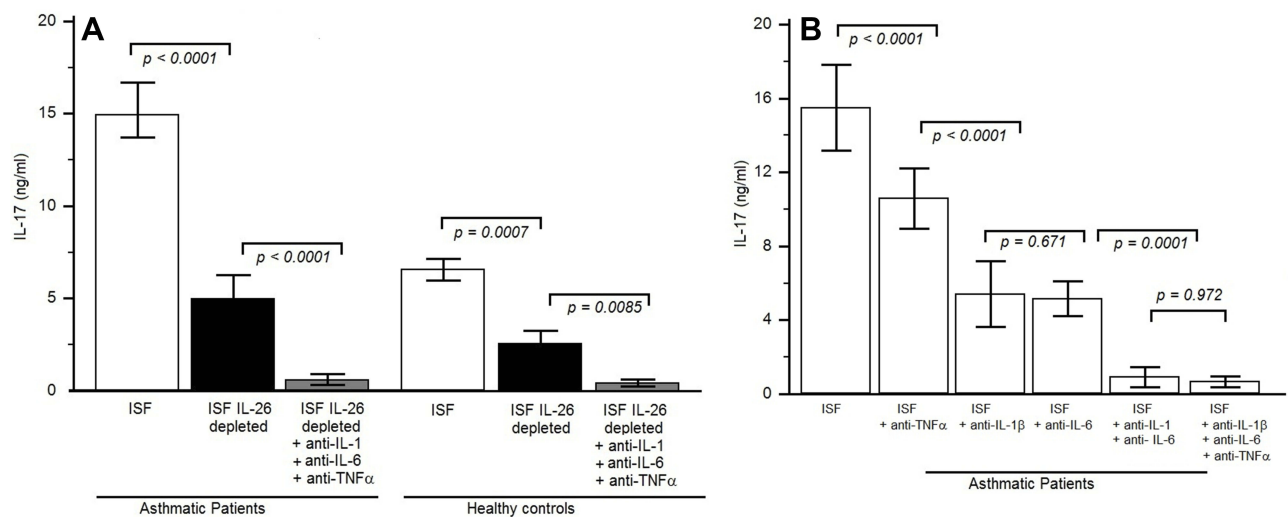 A
20
15
10
5
0
IL-17 (ng/ml)
p < 0.0001
p < 0.0001
p = 0.0007
p = 0.0085
ISF
ISF IL-26
depleted
ISF IL-26
depleted
+ anti-IL-1
+ anti-IL-6
+ anti-TNFα
ISF
ISF IL-26
depleted
ISF IL-26
depleted
+ anti-IL-1
+ anti-IL-6
+ anti-TNFα
Asthmatic Patients
Healthy controls
B
20
16
12
8
4
0
IL-17 (ng/ml)
p < 0.0001
p < 0.0001
p = 0.671
p = 0.0001
p = 0.972
ISF
ISF
+ anti-TNFα
ISF
+ anti-IL-1β
ISF
+ anti-IL-6
ISF
+ anti-IL-1
+ anti- IL-6
ISF
+ anti-IL-1β
+ anti-IL-6
+ anti-TNFα
Asthmatic Patients